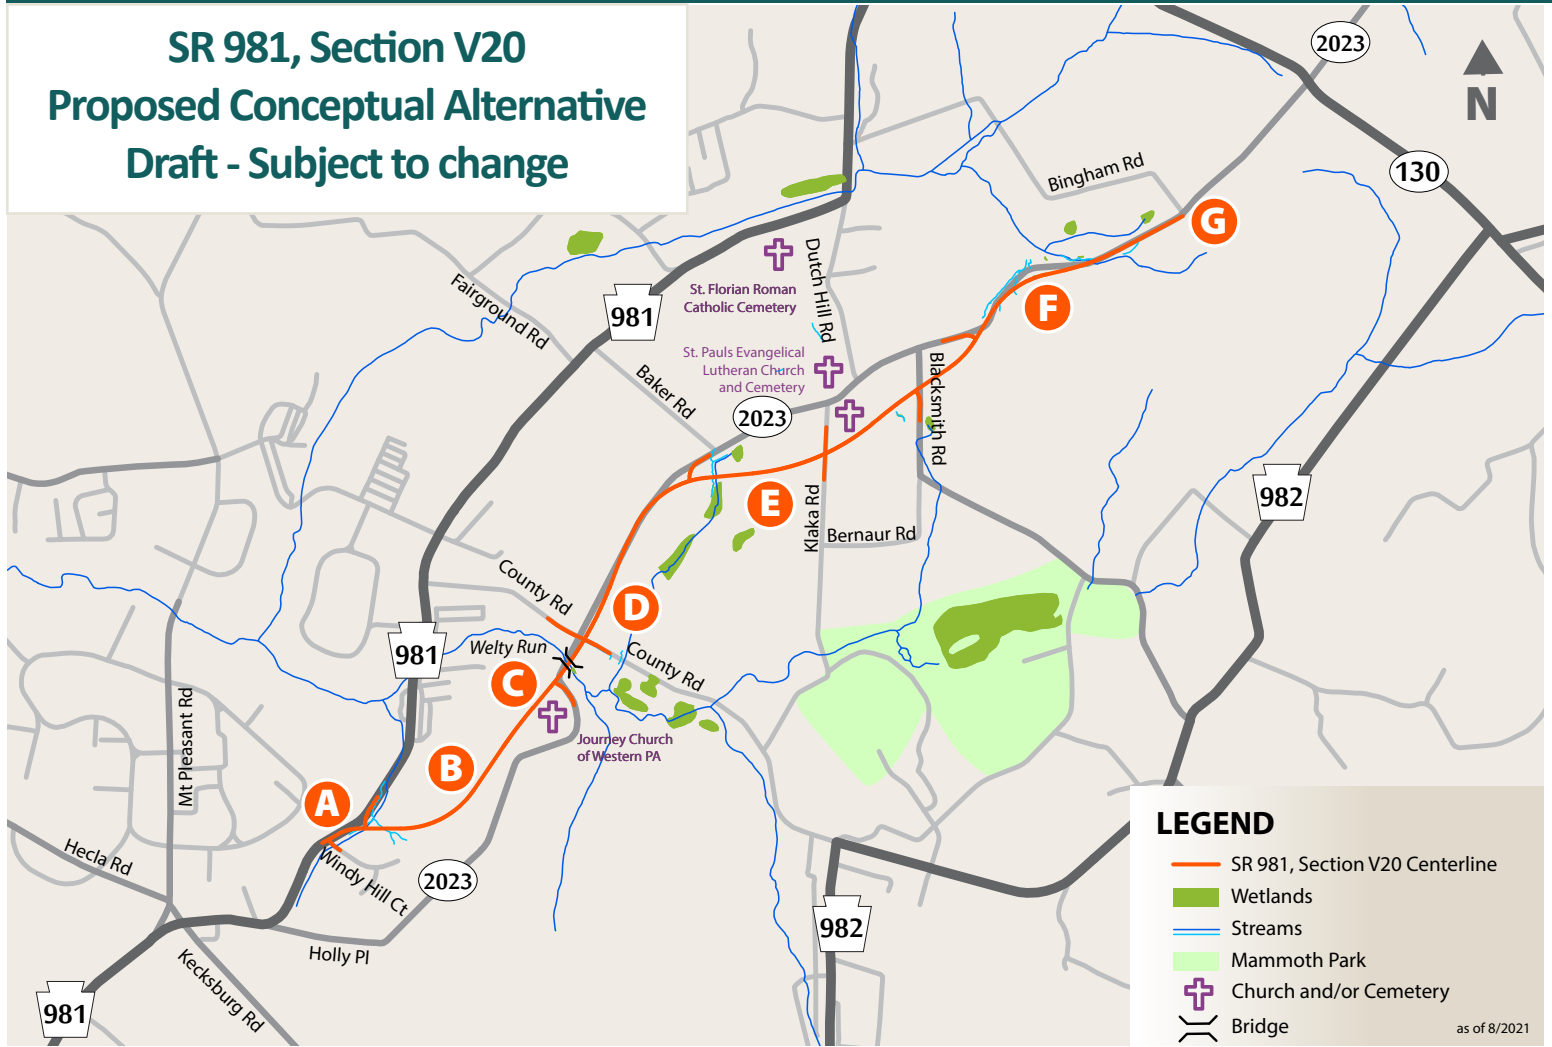 SR 981, Section V20
Proposed Conceptual Alternative
Draft - Subject to change
2023
N
130
Bingham Rd
G
Dutch Hill Rd
St. Florian Roman
Catholic Cemetery
Fairground Rd
981
F
St. Pauls Evangelical
Lutheran Church
and Cemetery
Baker Rd
2023
Blacksmith Rd
982
E
Klaka Rd
Bernaur Rd
County Rd
D
Welty Run
County Rd
981
C
Mt Pleasant Rd
Journey Church
of Western PA
B
A
Hecla Rd
Windy Hill Ct
2023
Holly Pl
Kecksburg Rd
981
982
LEGEND
SR 981, Section V20 Centerline
Wetlands
Streams
Mammoth Park
Church and/or Cemetery
Bridge
as of 8/2021